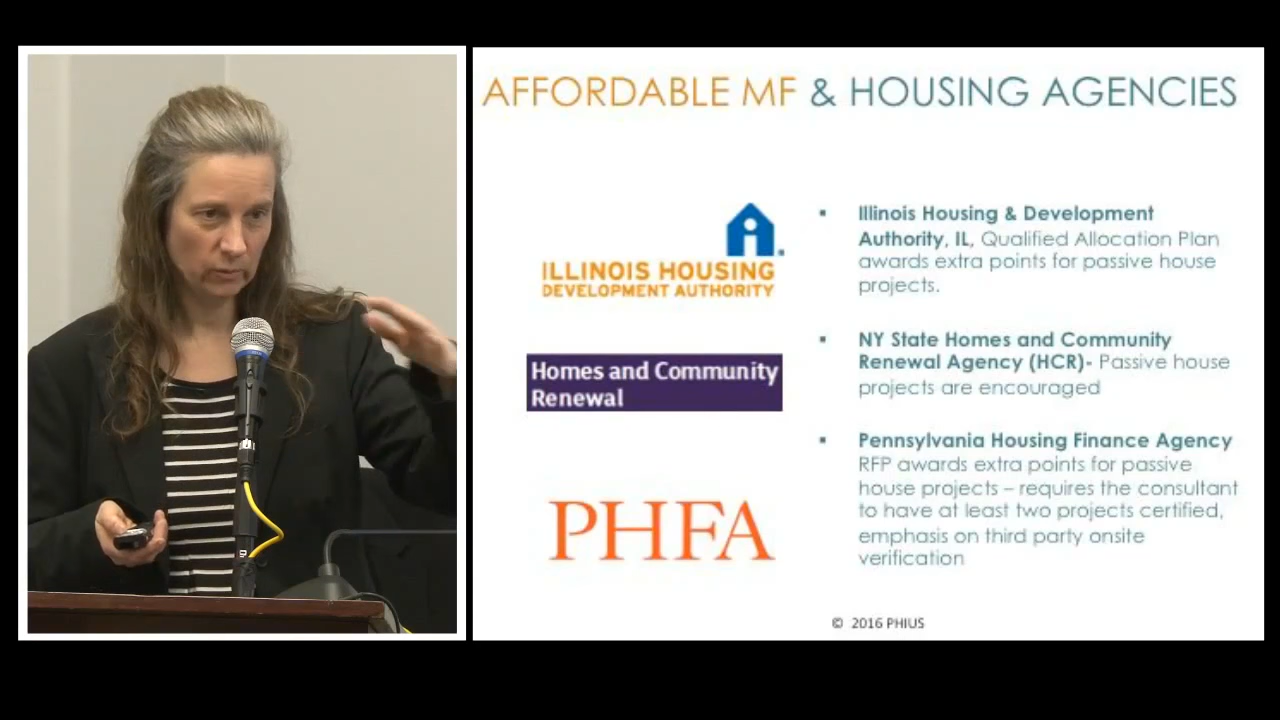 AFFORDABLE MF & HOUSING AGENCIES
ILLINOIS HOUSING
DEVELOPMENT AUTHORITY
▪ Illinois Housing & Development
Authority, IL, Qualified Allocation Plan
awards extra points for passive house
projects.
Homes and Community
Renewal
▪ NY State Homes and Community
Renewal Agency (HCR)- Passive house
projects are encouraged
PHFA
▪ Pennsylvania Housing Finance Agency
RFP awards extra points for passive
house projects – requires the consultant
to have at least two projects certified,
emphasis on third party onsite
verification
© 2016 PHIUS